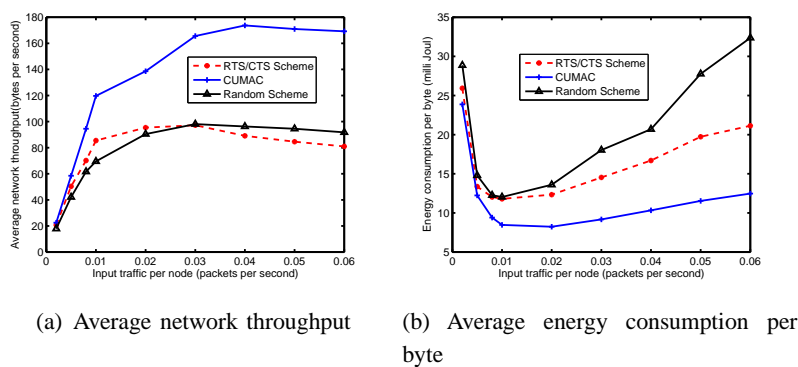 180
160
140
120
100
80
60
40
20
0
Average network throughput(bytes per second)
RTS/CTS Scheme
CUMAC
Random Scheme
0 0.01 0.02 0.03 0.04 0.05 0.06
Input traffic per node (packets per second)
(a) Average network throughput
35
30
25
20
15
10
5
Energy consumption per byte (milli Joul)
RTS/CTS Scheme
CUMAC
Random Scheme
0 0.01 0.02 0.03 0.04 0.05 0.06
Input traffic per node (packets per second)
(b) Average energy consumption per
byte